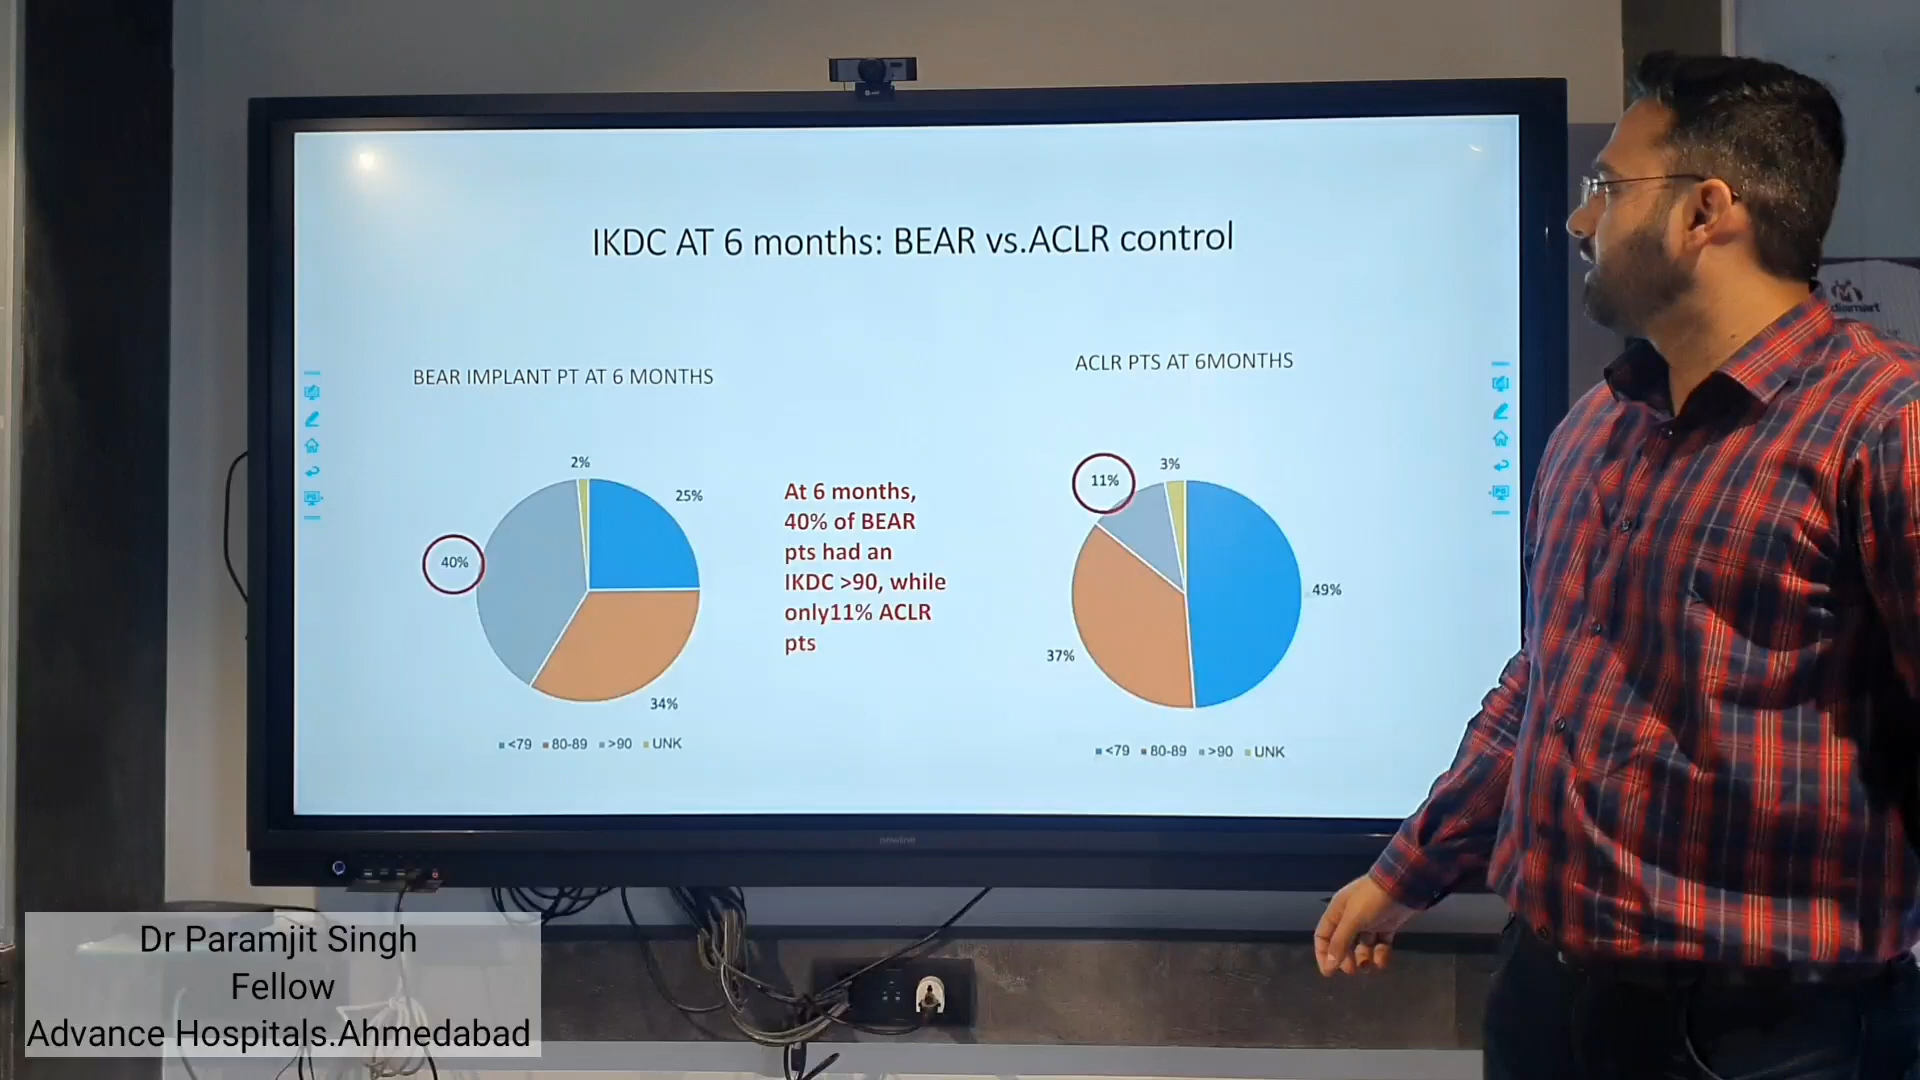 IKDC AT 6 months: BEAR vs.ACLR control
BEAR IMPLANT PT AT 6 MONTHS
2%
25%
40%
34%
<79 80-89 >90 UNK
At 6 months,
40% of BEAR
pts had an
IKDC >90, while
only11% ACLR
pts
ACLR PTS AT 6MONTHS
11%
3%
49%
37%
<79 80-89 >90 UNK
newline
Dr Paramjit Singh
Fellow
Advance Hospitals.Ahmedabad